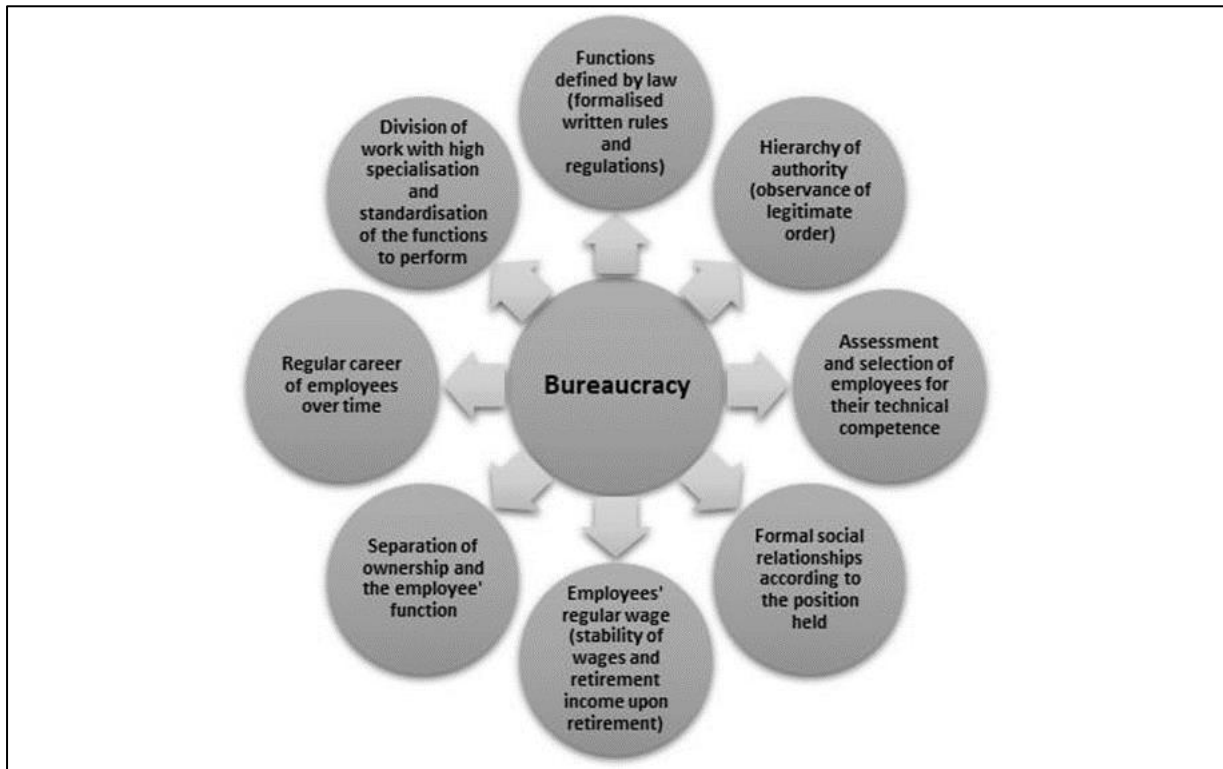 Functions
defined by law
(formalised
written rules
and
regulations)
Hierarchy of
authority
(observance of
legitimate
order)
Assessment
and selection of
employees for
their technical
competence
Formal social
relationships
according to
the position
held
Employees'
regular wage
(stability of
wages and
retirement
income upon
retirement)
Separation of
ownership and
the employee'
function
Regular career
of employees
over time
Division of
work with high
specialisation
and
standardisation
of the functions
to perform
Bureaucracy